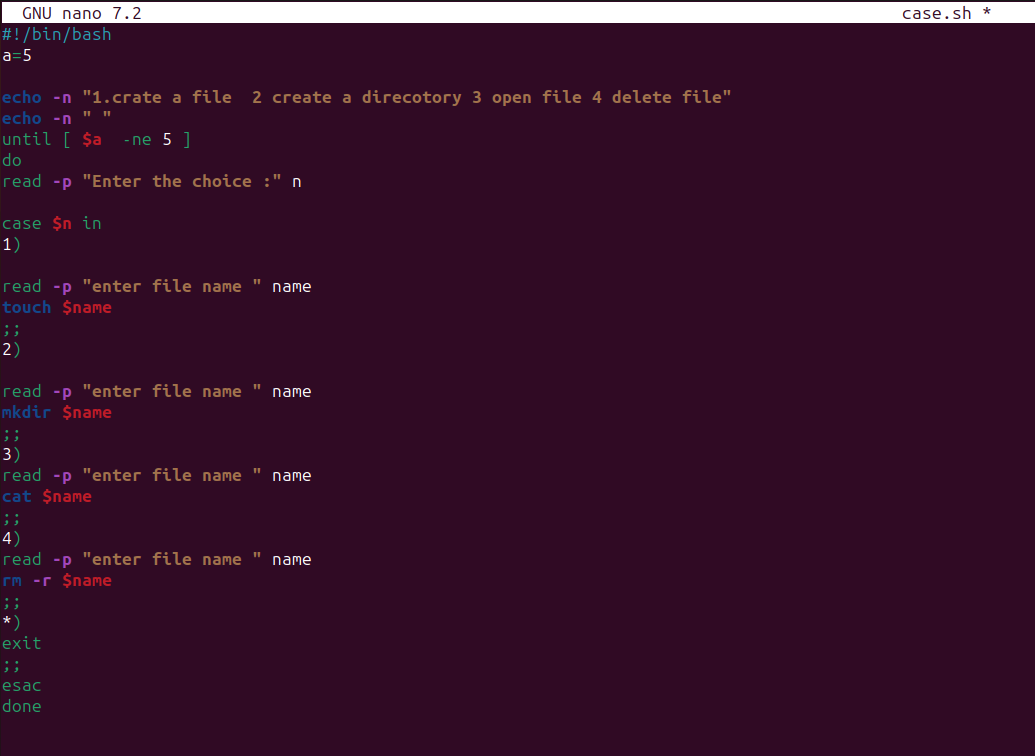 GNU nano 7.2 case.sh *
#!/bin/bash
a=5
echo -n "1.crate a file  2 create a direcotory 3 open file 4 delete file"
echo -n " "
until [ $a  -ne 5 ]
do
read -p "Enter the choice :" n
case $n in
1)
read -p "enter file name " name
touch $name
;;
2)
read -p "enter file name " name
mkdir $name
;;
3)
read -p "enter file name " name
cat $name
;;
4)
read -p "enter file name " name
rm -r $name
;;
*)
exit
;;
esac
done